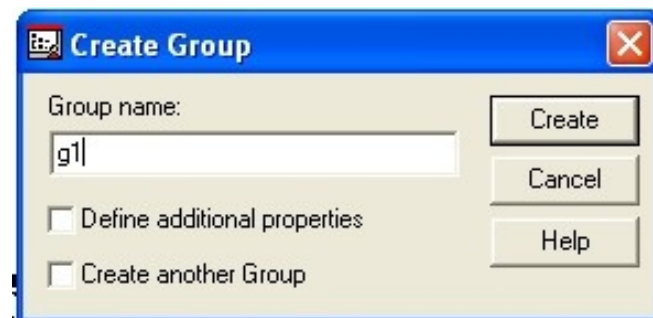 Create Group
Group name:
g1
Define additional properties
Create another Group
Create
Cancel
Help